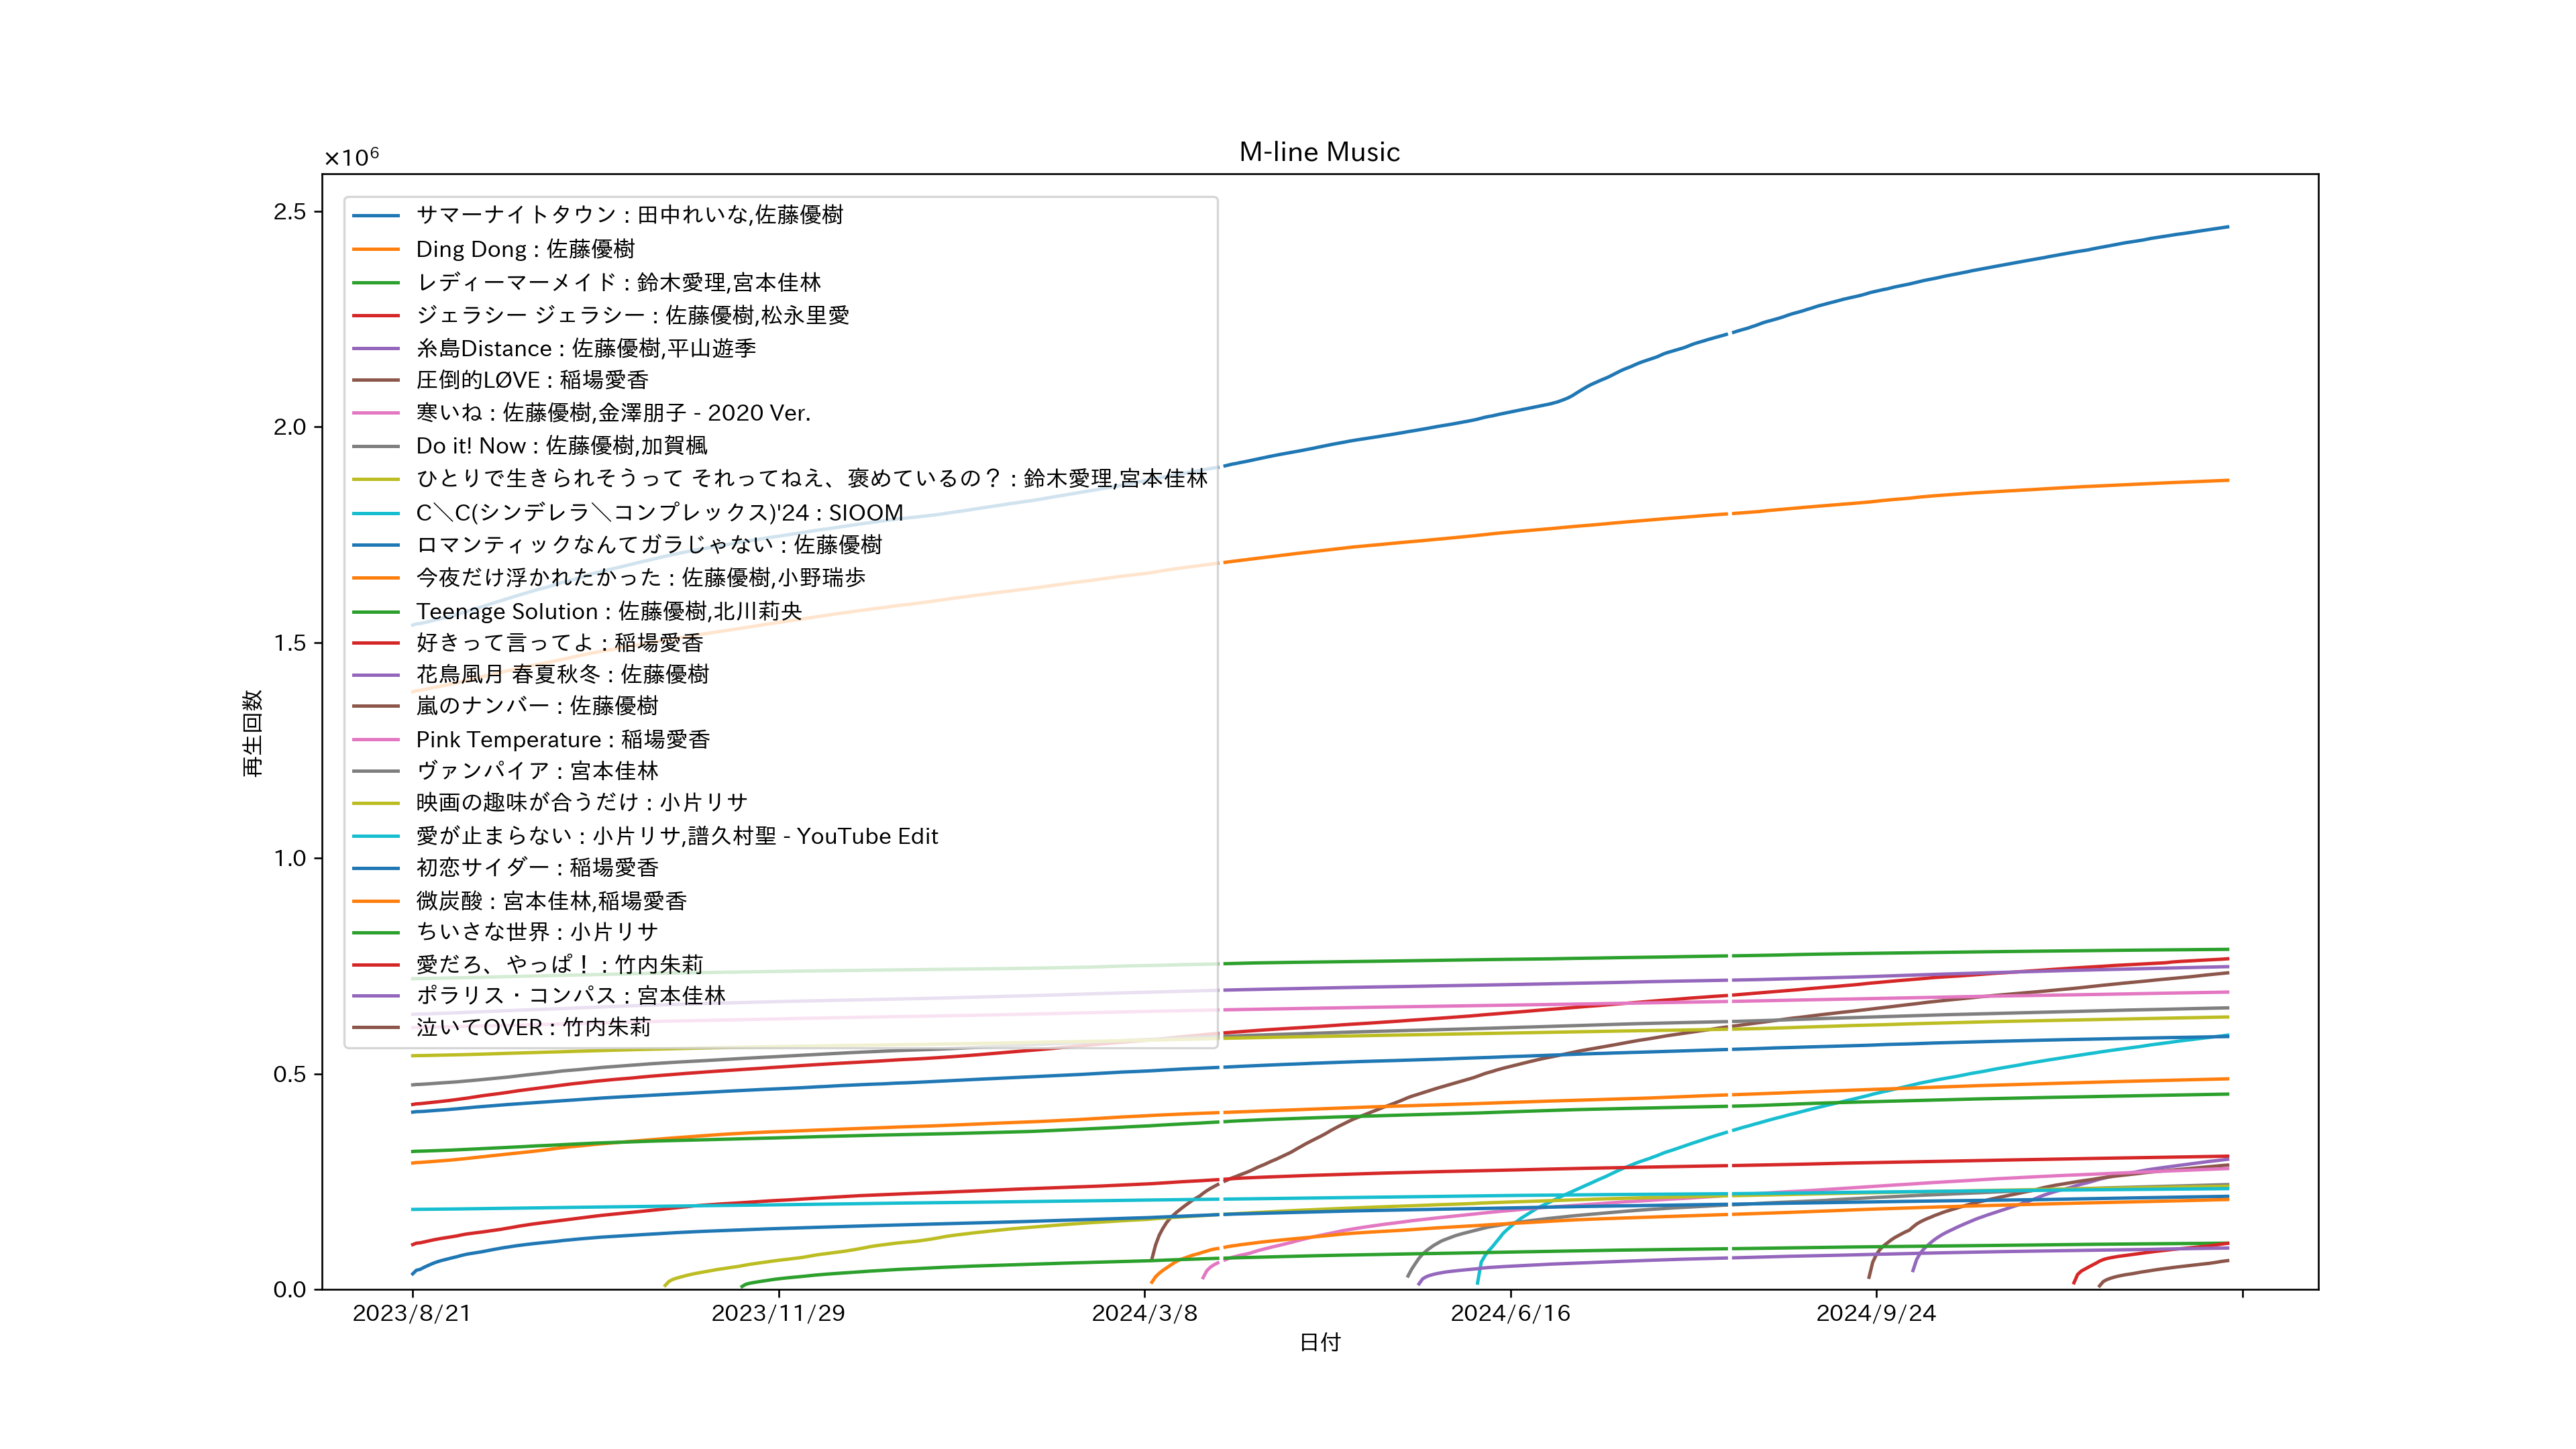 M-line Music
×10⁶
2.5
2.0
1.5
1.0
0.5
0.0
再生回数
サマーナイトタウン : 田中れいな,佐藤優樹
Ding Dong : 佐藤優樹
レディーマーメイド : 鈴木愛理,宮本佳林
ジェラシー ジェラシー : 佐藤優樹,松永里愛
糸島Distance : 佐藤優樹,平山遊季
圧倒的LØVE : 稲場愛香
寒いね : 佐藤優樹,金澤朋子 - 2020 Ver.
Do it! Now : 佐藤優樹,加賀楓
ひとりで生きられそうって それってねえ、褒めているの？ : 鈴木愛理,宮本佳林
C＼C(シンデレラ＼コンプレックス)'24 : SIOOM
ロマンティックなんてガラじゃない : 佐藤優樹
今夜だけ浮かれたかった : 佐藤優樹,小野瑞歩
Teenage Solution : 佐藤優樹,北川莉央
好きって言ってよ : 稲場愛香
花鳥風月 春夏秋冬 : 佐藤優樹
嵐のナンバー : 佐藤優樹
Pink Temperature : 稲場愛香
ヴァンパイア : 宮本佳林
映画の趣味が合うだけ : 小片リサ
愛が止まらない : 小片リサ,譜久村聖 - YouTube Edit
初恋サイダー : 稲場愛香
微炭酸 : 宮本佳林,稲場愛香
ちいさな世界 : 小片リサ
愛だろ、やっぱ！ : 竹内朱莉
ポラリス・コンパス : 宮本佳林
泣いてOVER : 竹内朱莉
2023/8/21
2023/11/29
2024/3/8
2024/6/16
2024/9/24
日付